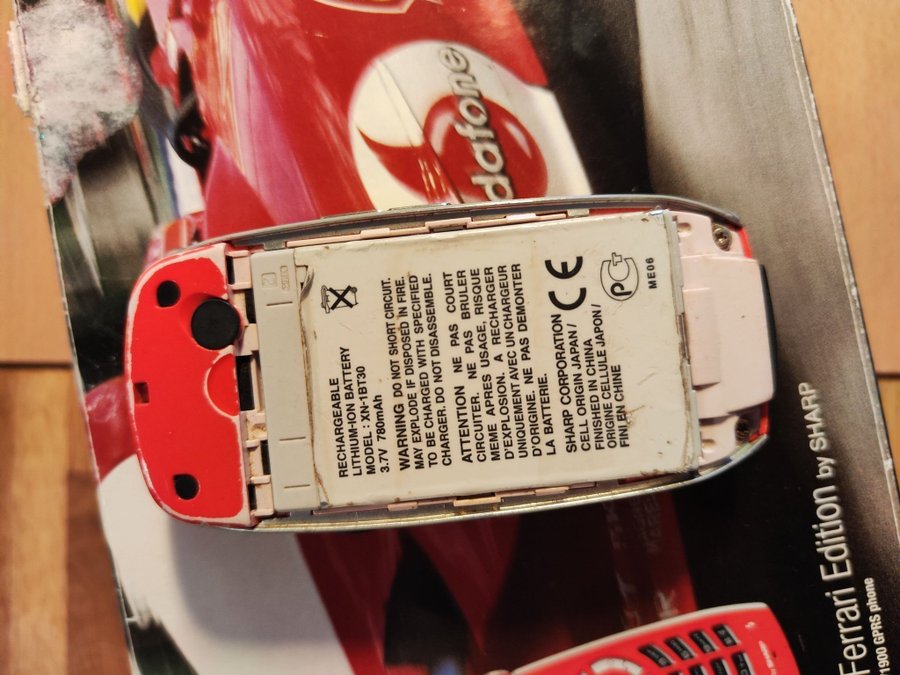 RECHARGEABLE
LITHIUM-ION BATTERY
MODEL : XN-1BT30
3.7V 780mAh
WARNING DO NOT SHORT CIRCUIT.
MAY EXPLODE IF DISPOSED IN FIRE.
TO BE CHARGED WITH SPECIFIED
CHARGER. DO NOT DISASSEMBLE.
ATTENTION NE PAS COURT
CIRCUITER, NE PAS BRULER
MEME APRES USAGE, RISQUE
D'EXPLOSION. A RECHARGER
UNIQUEMENT AVEC UN CHARGEUR
D'ORIGINE. NE PAS DEMONTER
LA BATTERIE.
SHARP CORPORATION
CELL ORIGIN JAPAN /
FINISHED IN CHINA
ORIGINE CELLULE JAPON /
FINI EN CHINE
CE
ME06
dafone
Ferrari Edition by SHARP
1900 GPRS phone